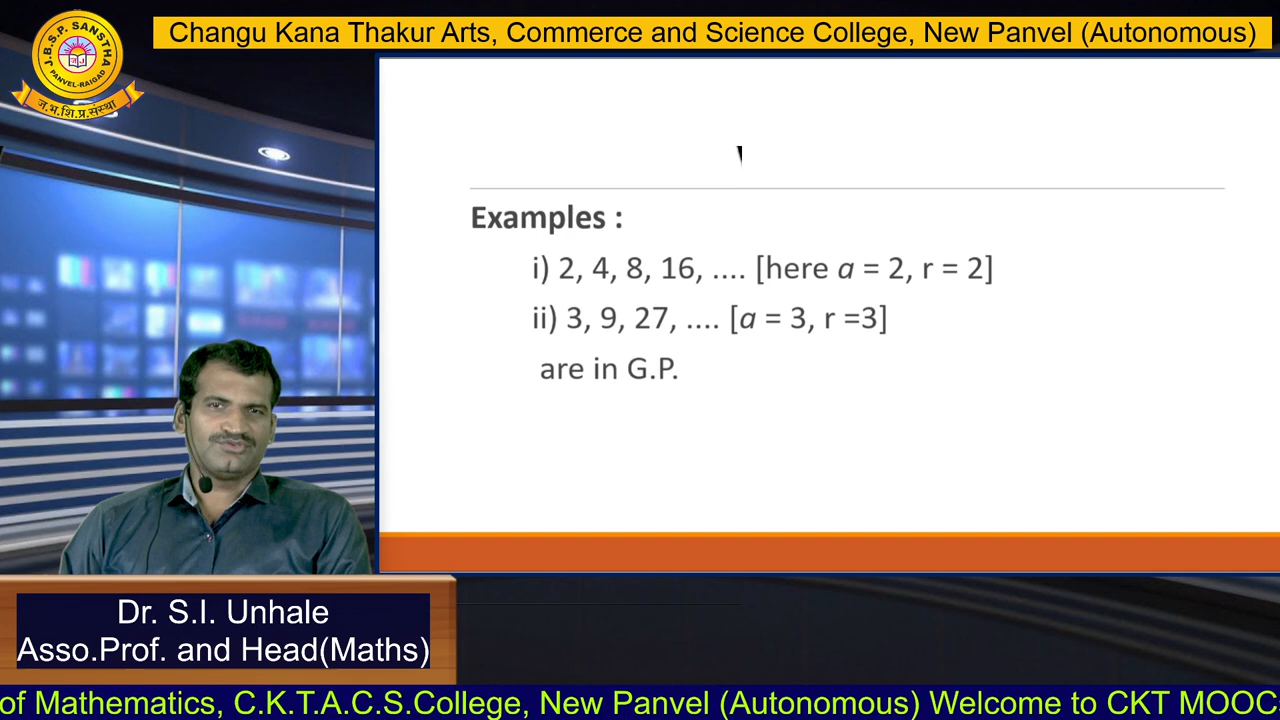 Changu Kana Thakur Arts, Commerce and Science College, New Panvel (Autonomous)
J.B.S.P. SANSTHA
PANVEL-RAIGAD
ज.भ.शि.प्र.संस्था
Examples :
i) 2, 4, 8, 16, .... [here a = 2, r = 2]
ii) 3, 9, 27, .... [a = 3, r =3]
are in G.P.
Dr. S.I. Unhale
Asso.Prof. and Head(Maths)
of Mathematics, C.K.T.A.C.S.College, New Panvel (Autonomous) Welcome to CKT MOOC